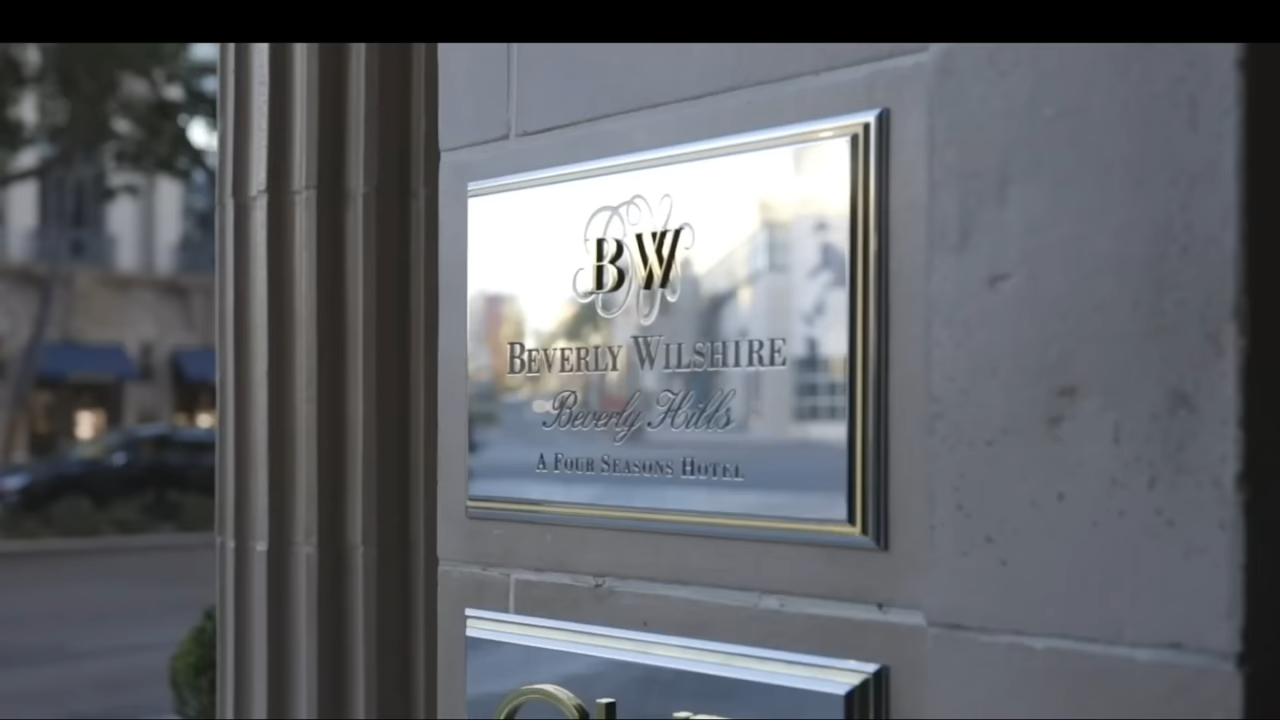 BW
BEVERLY WILSHIRE
Beverly Hills
A FOUR SEASONS HOTEL